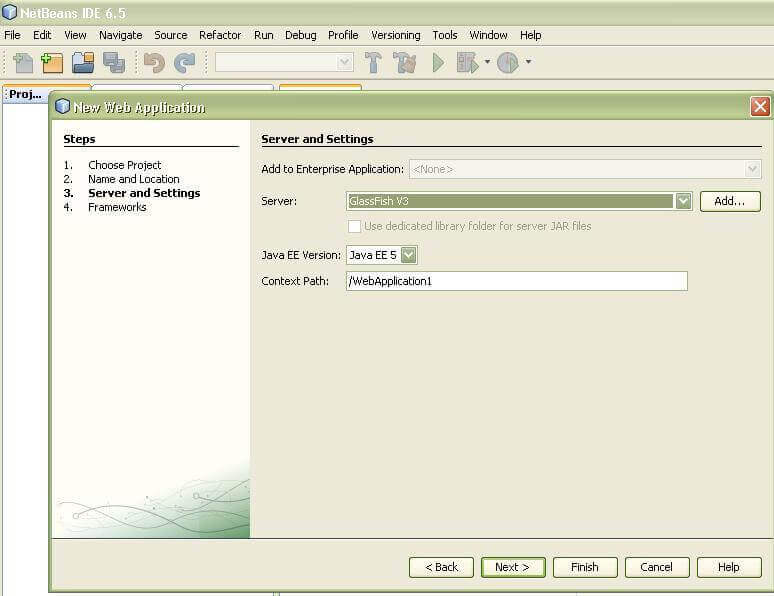 NetBeans IDE 6.5
File Edit View Navigate Source Refactor Run Debug Profile Versioning Tools Window Help
Proj...
New Web Application
Steps
1. Choose Project
2. Name and Location
3. Server and Settings
4. Frameworks
Server and Settings
Add to Enterprise Application: <None>
Server: GlassFish V3 Add...
Use dedicated library folder for server JAR files
Java EE Version: Java EE 5
Context Path: /WebApplication1
< Back Next > Finish Cancel Help